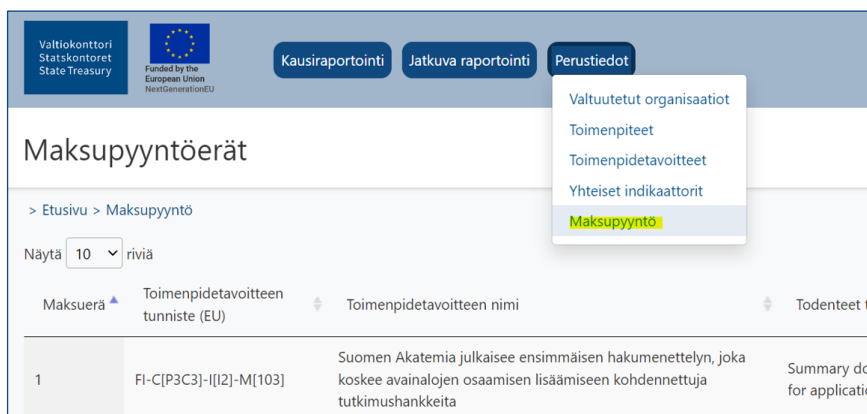 Valtiokonttori
Statskontoret
State Treasury
Funded by the
European Union
NextGenerationEU
Kausiraportointi
Jatkuva raportointi
Perustiedot
Valtuutetut organisaatiot
Toimenpiteet
Toimenpidetavoitteet
Yhteiset indikaattorit
Maksupyyntö
Maksupyyntöerät
> Etusivu > Maksupyyntö
Näytä 10 riviä
Maksuerä
Toimenpidetavoitteen
tunniste (EU)
Toimenpidetavoitteen nimi
Todenteet
1
FI-C[P3C3]-I[I2]-M[103]
Suomen Akatemia julkaisee ensimmäisen hakumenettelyn, joka
koskee avainalojen osaamisen lisäämiseen kohdennettuja
tutkimushankkeita
Summary
for